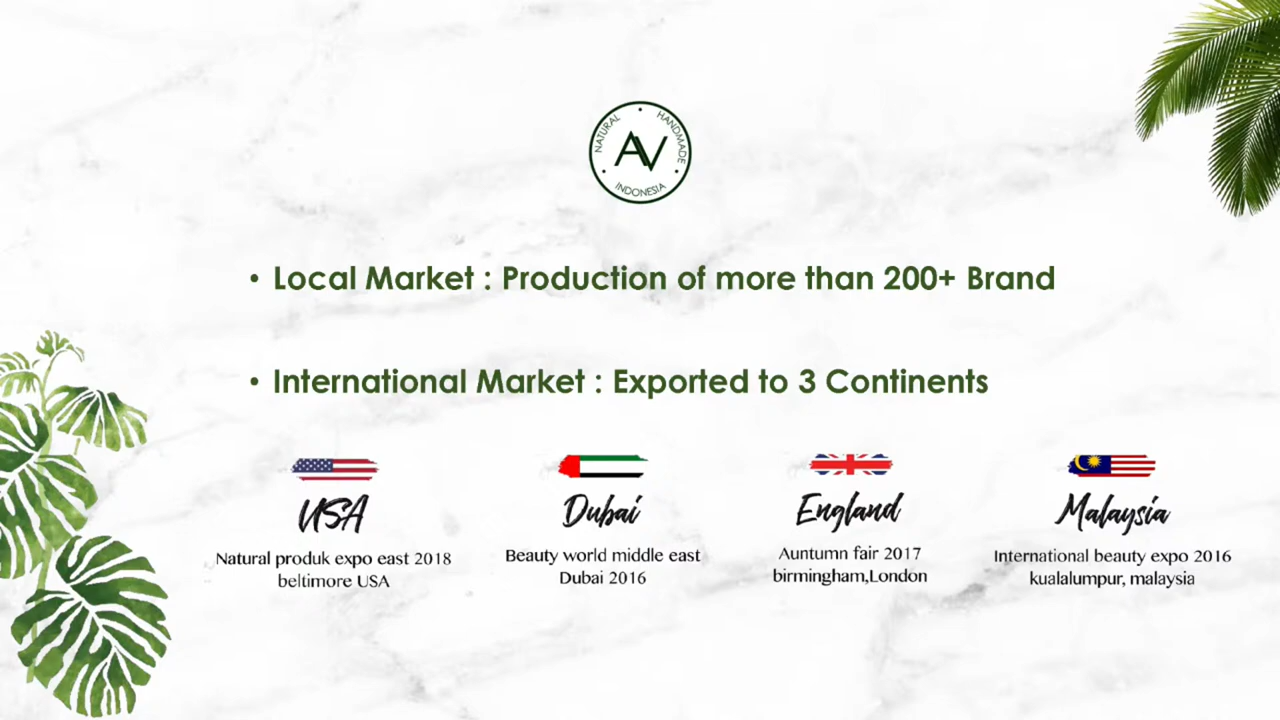 NATURAL HANDMADE
AV
INDONESIA
• Local Market : Production of more than 200+ Brand
• International Market : Exported to 3 Continents
USA
Natural produk expo east 2018
beltimore USA
Dubai
Beauty world middle east
Dubai 2016
England
Auntumn fair 2017
birmingham,London
Malaysia
International beauty expo 2016
kualalumpur, malaysia